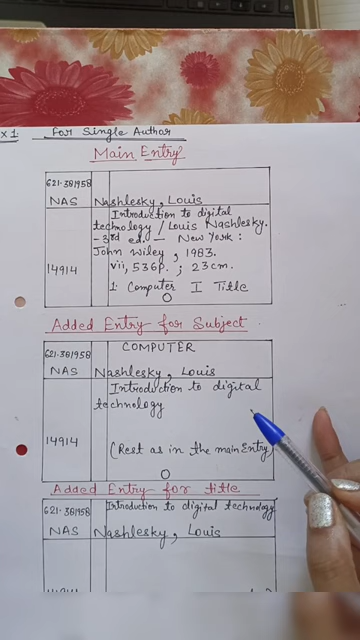 x 1: For Single Author
Main Entry
621.381958
NAS Nashlesky, Louis
Introduction to digital
technology / Louis Nashlesky.
- 3rd ed. - New York :
John Wiley, 1983.
14914 vii, 536p. ; 23cm.
1. Computer I Title
Added Entry for Subject
621.381958 COMPUTER
NAS Nashlesky, Louis
Introduction to digital
technology
14914 (Rest as in the main Entry
Added Entry for title
621.381958 Introduction to digital technology
NAS Nashlesky, Louis